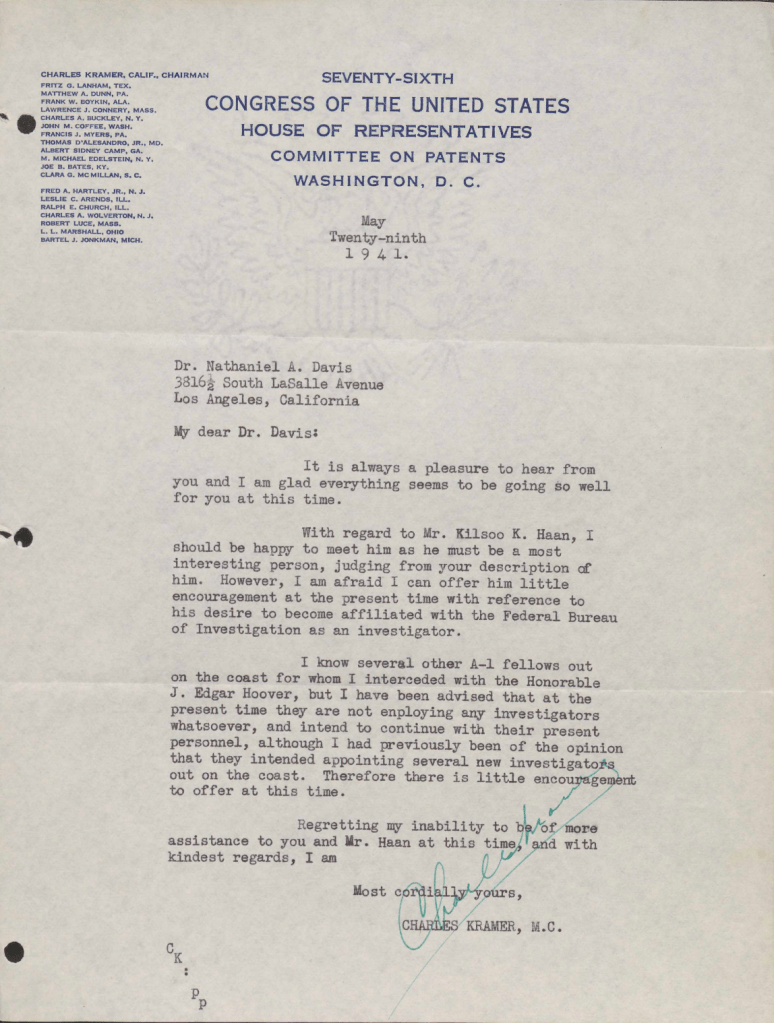 CHARLES KRAMER, CALIF., CHAIRMAN
FRITZ G. LANHAM, TEX.
MATTHEW A. DUNN, PA.
FRANK W. BOYKIN, ALA.
LAWRENCE J. CONNERY, MASS.
CHARLES A. BUCKLEY, N. Y.
JOHN M. COFFEE, WASH.
FRANCIS J. MYERS, PA.
THOMAS D'ALESANDRO, JR., MD.
ALBERT SIDNEY CAMP, GA.
M. MICHAEL EDELSTEIN, N. Y.
JOE B. BATES, KY.
CLARA G. MCMILLAN, S. C.
FRED A. HARTLEY, JR., N. J.
LESLIE C. ARENDS, ILL.
RALPH E. CHURCH, ILL.
CHARLES A. WOLVERTON, N. J.
ROBERT LUCE, MASS.
L. L. MARSHALL, OHIO
BARTEL J. JONKMAN, MICH.
SEVENTY-SIXTH
CONGRESS OF THE UNITED STATES
HOUSE OF REPRESENTATIVES
COMMITTEE ON PATENTS
WASHINGTON, D. C.
May
Twenty-ninth
1 9 4 1.
Dr. Nathaniel A. Davis
3816½ South LaSalle Avenue
Los Angeles, California
My dear Dr. Davis:
It is always a pleasure to hear from
you and I am glad everything seems to be going so well
for you at this time.
With regard to Mr. Kilsoo K. Haan, I
should be happy to meet him as he must be a most
interesting person, judging from your description of
him. However, I am afraid I can offer him little
encouragement at the present time with reference to
his desire to become affiliated with the Federal Bureau
of Investigation as an investigator.
I know several other A-1 fellows out
on the coast for whom I interceded with the Honorable
J. Edgar Hoover, but I have been advised that at the
present time they are not enploying any investigators
whatsoever, and intend to continue with their present
personnel, although I had previously been of the opinion
that they intended appointing several new investigators
out on the coast. Therefore there is little encouragement
to offer at this time.
Regretting my inability to be of more
assistance to you and Mr. Haan at this time, and with
kindest regards, I am
Most cordially yours,
Charles Kramer
CHARLES KRAMER, M.C.
C
K
:
p
p